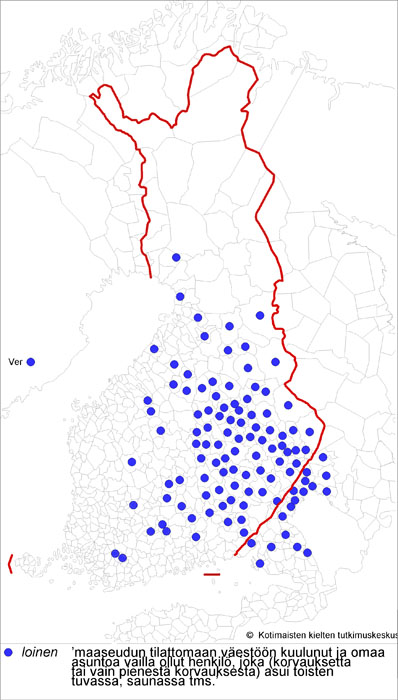 Ver
© Kotimaisten kielten tutkimuskeskus
loinen 'maaseudun tilattomaan väestöön kuulunut ja omaa
asuntoa vailla ollut henkilö, joka (korvauksetta
tai vain pienestä korvauksesta) asui toisten
tuvassa, saunassa tms.